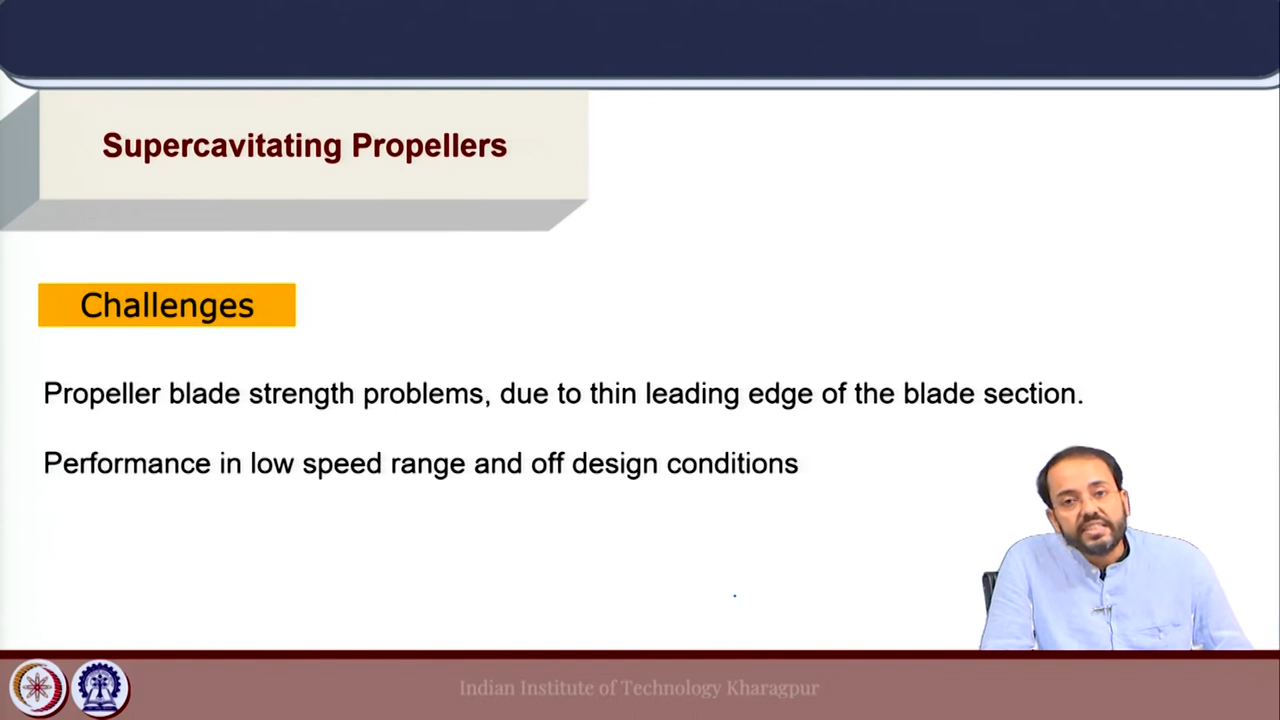 Supercavitating Propellers
Challenges
Propeller blade strength problems, due to thin leading edge of the blade section.
Performance in low speed range and off design conditions
Indian Institute of Technology Kharagpur